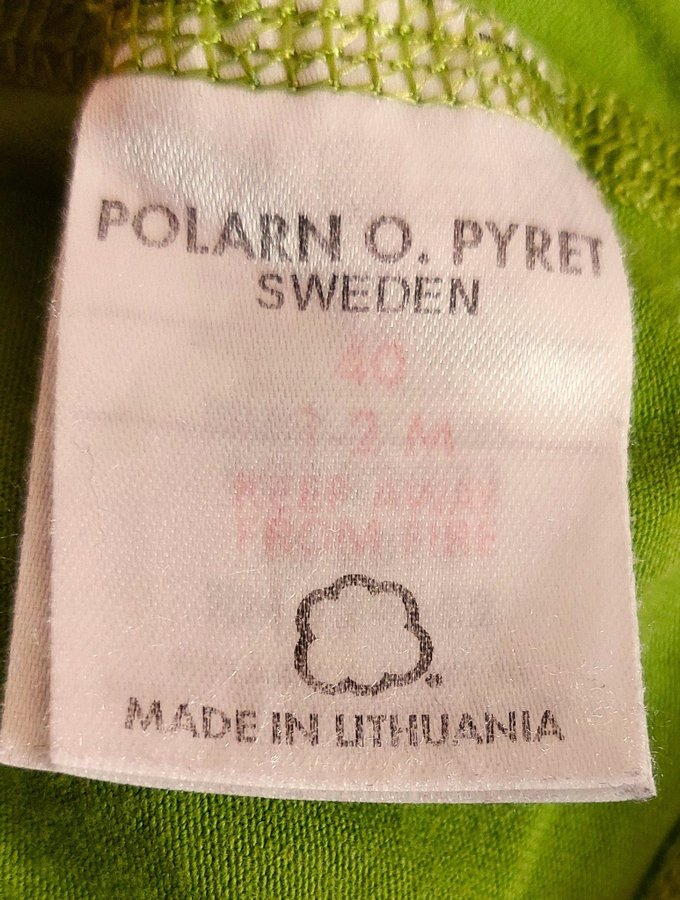 POLARN O. PYRET
SWEDEN
40
1-2 M
KEEP AWAY
FROM FIRE
MADE IN LITHUANIA